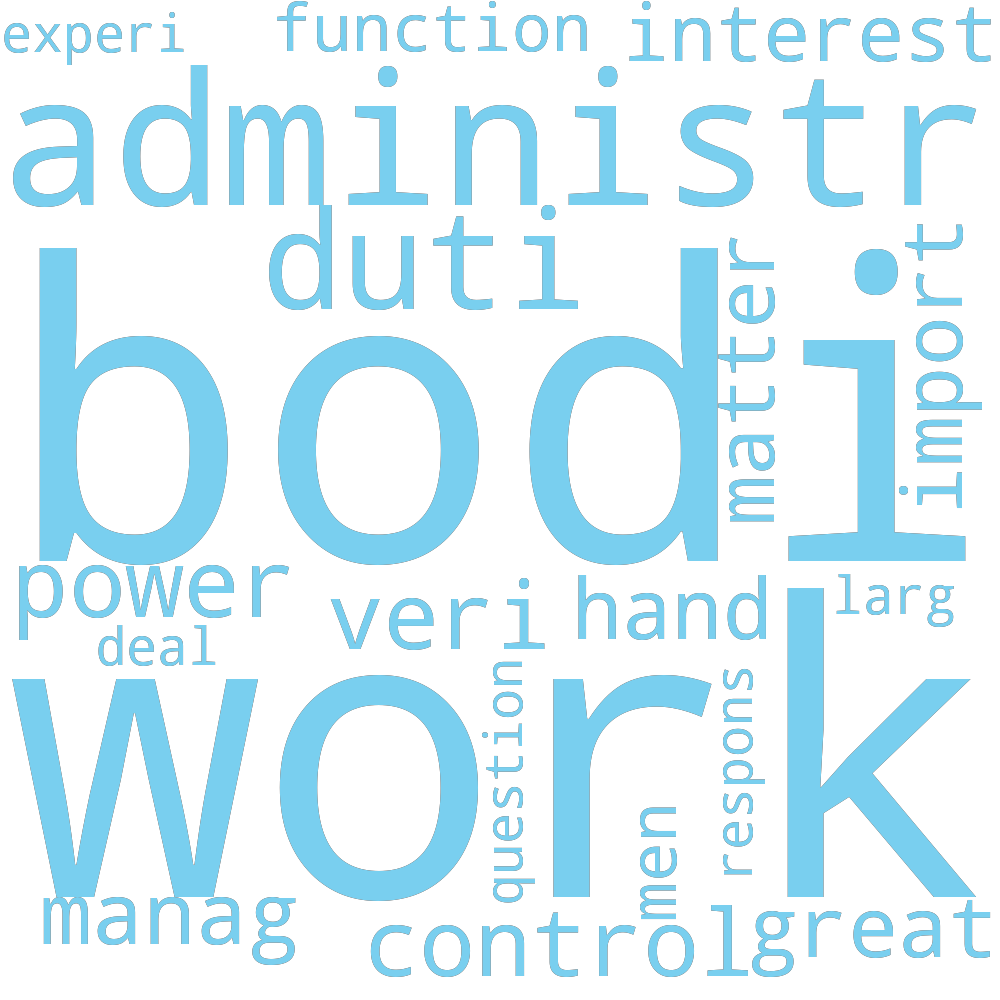 experi function interest
administr
duti
bodi
matter
import
power
veri
hand
larg
deal
work
question
respons
men
manag
control
great